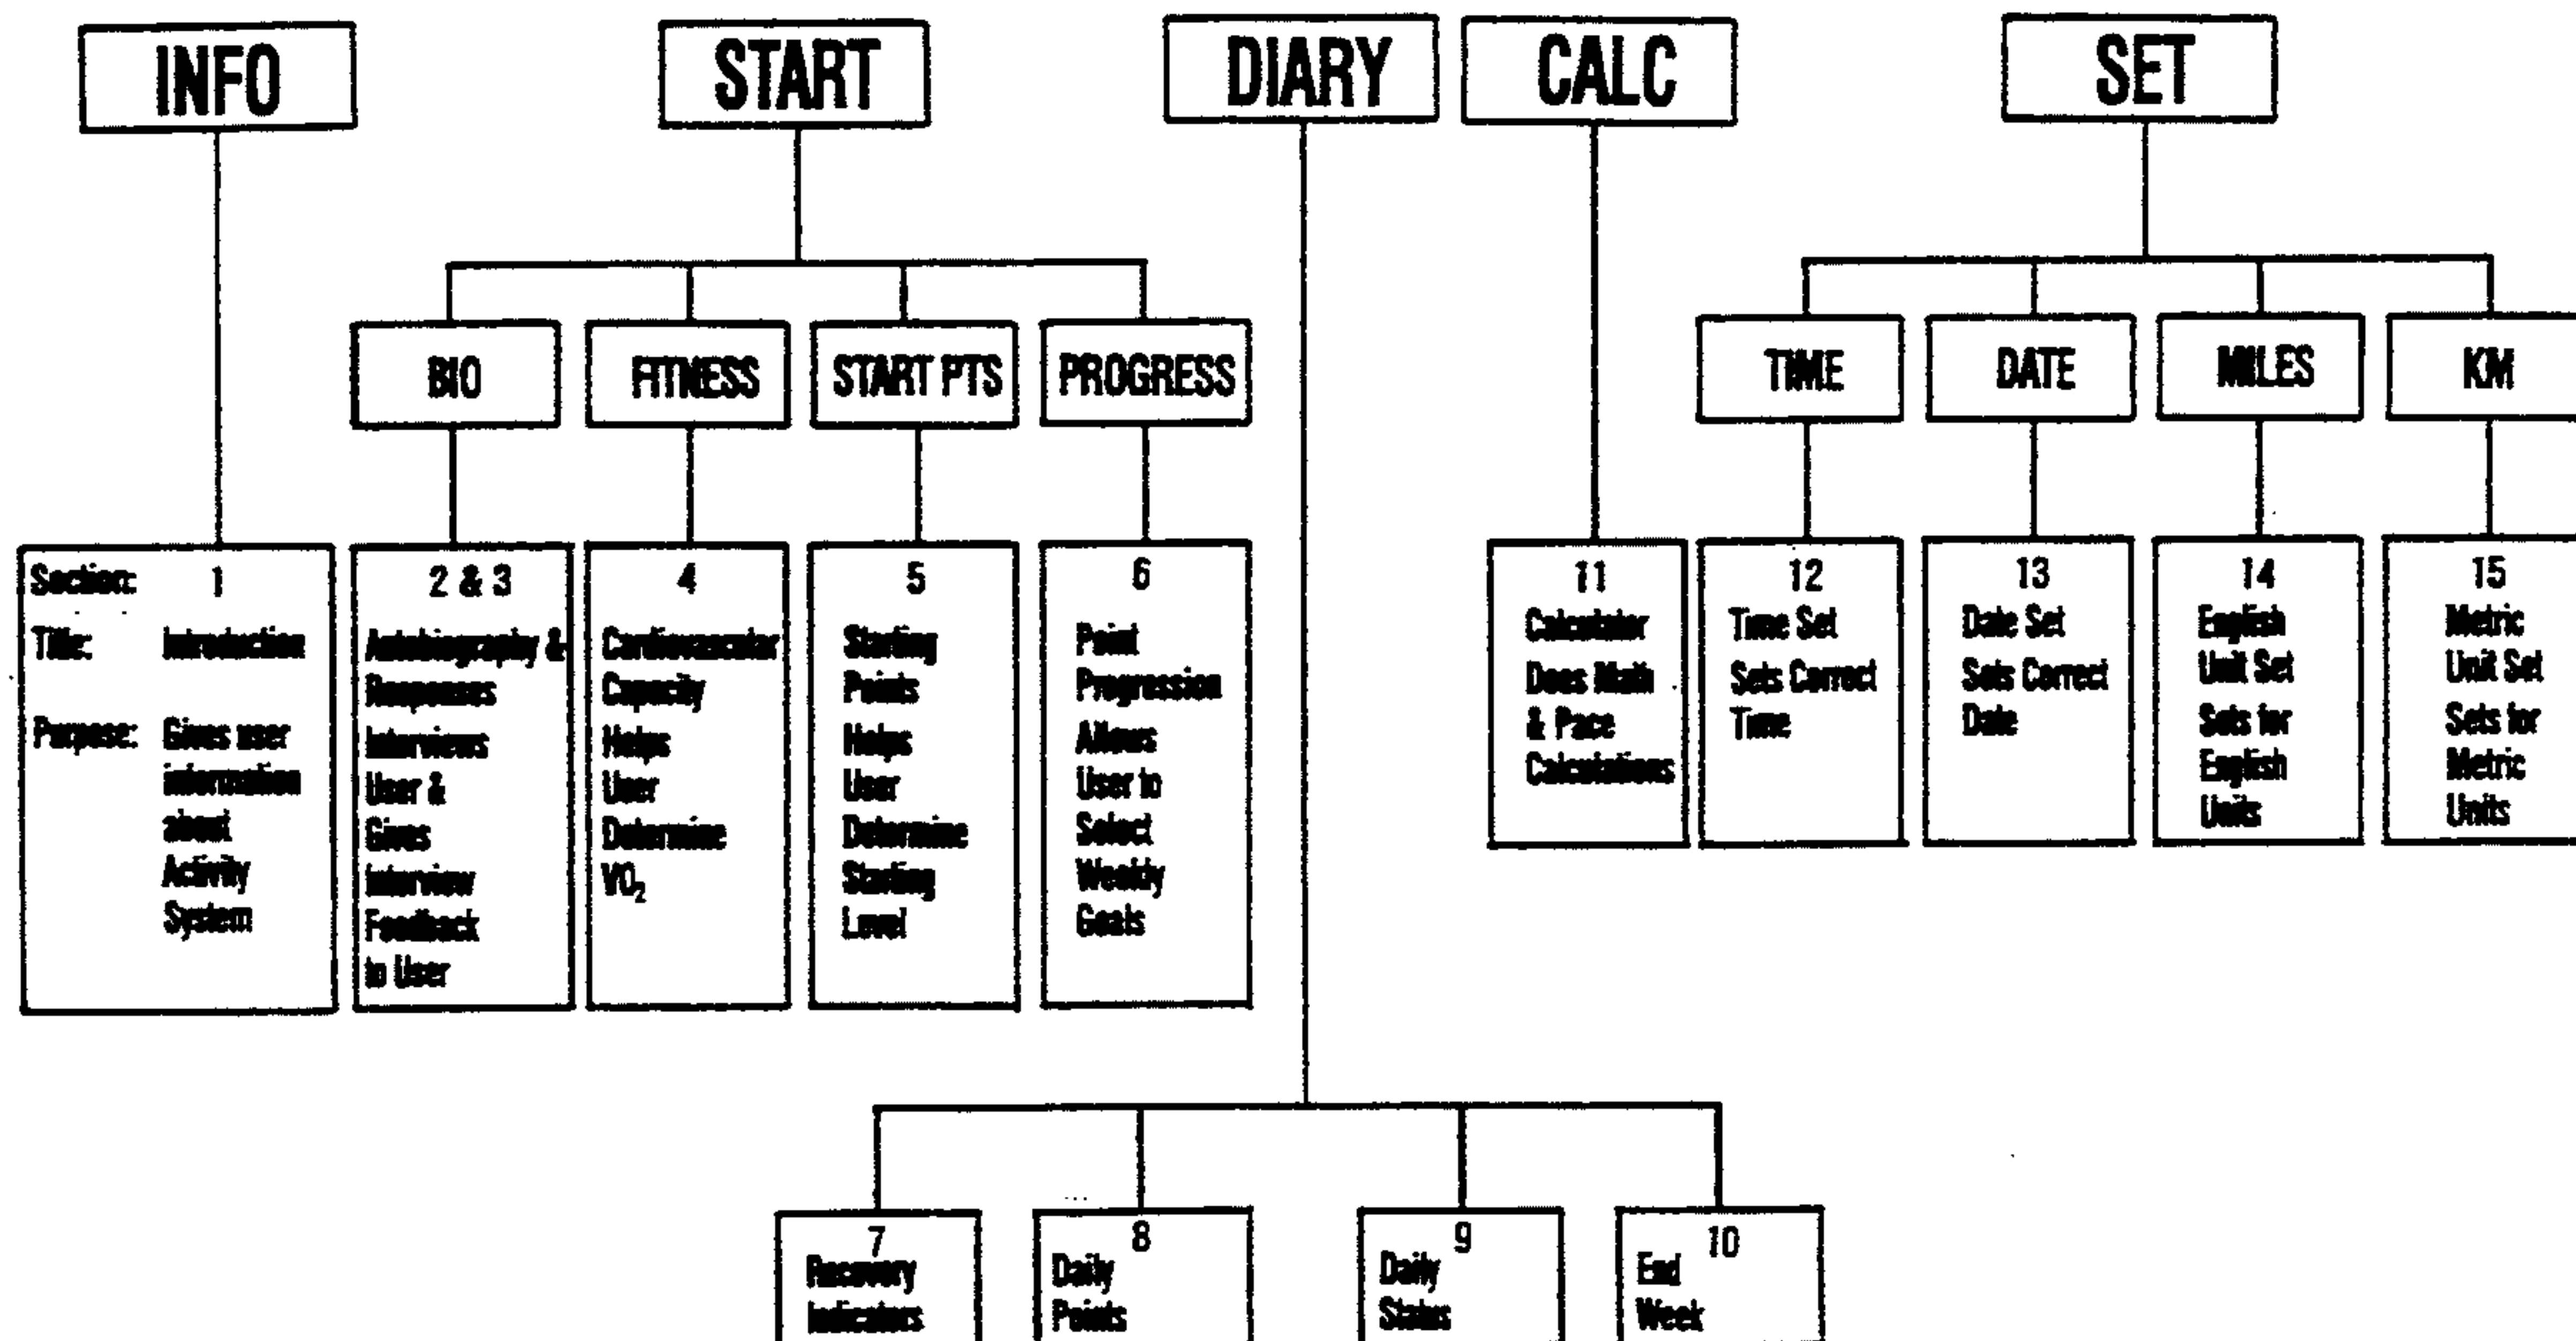 INFO
START
DIARY
CALC
SET
BIO
FITNESS
START PTS
PROGRESS
TIME
DATE
MILES
KM
Section: 1
Title: Introduction
Purpose: Gives user
information
about
Activity
System
2 & 3
Autobiography &
Responses
Interviews
User &
Gives
Interview
Feedback
to User
4
Cardiovascular
Capacity
Helps
User
Determine
VO₂
5
Starting
Points
Helps
User
Determine
Starting
Level
6
Point
Progression
Allows
User to
Select
Weekly
Goals
11
Calculator
Does Math
& Pace
Calculations
12
Time Set
Sets Correct
Time
13
Date Set
Sets Correct
Date
14
English
Unit Set
Sets for
English
Units
15
Metric
Unit Set
Sets for
Metric
Units
7
Recovery
Indicators
8
Daily
Points
9
Daily
Status
10
End
Week